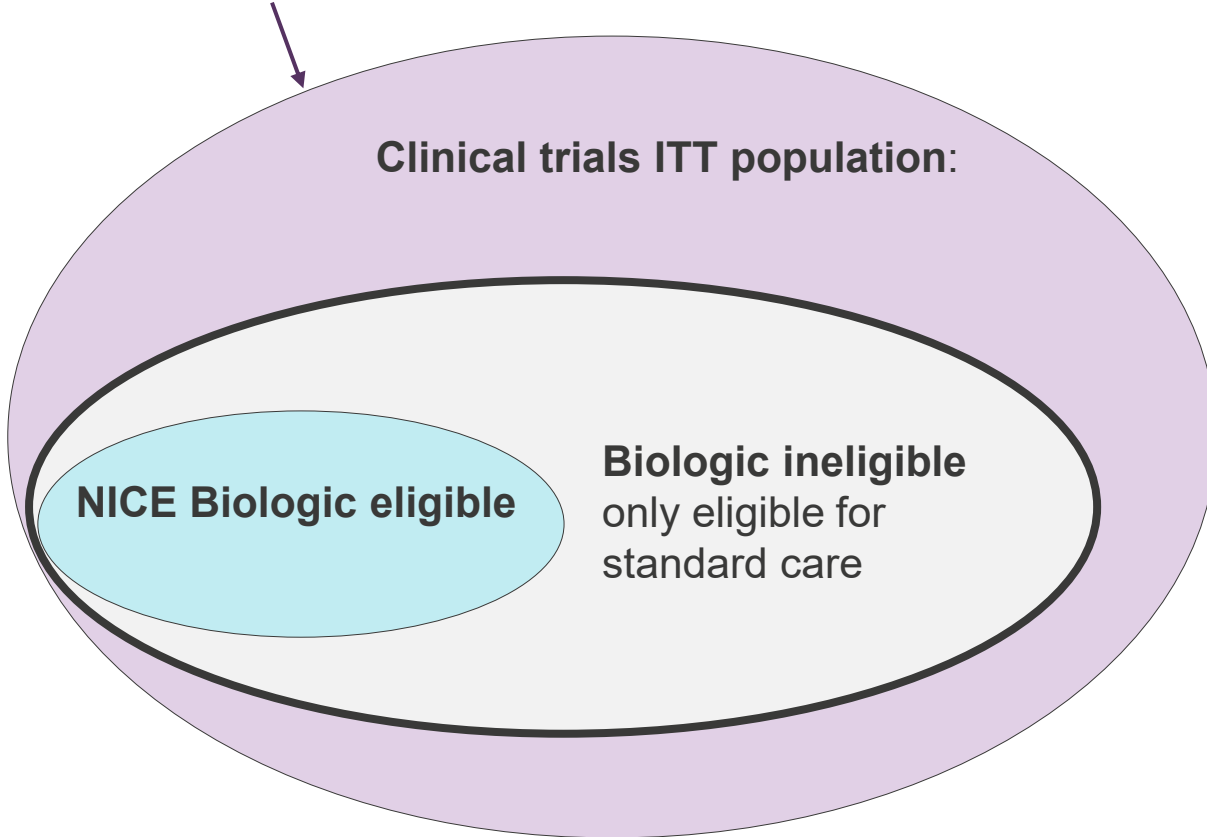 Clinical trials ITT population:
NICE Biologic eligible
Biologic ineligible
only eligible for
standard care